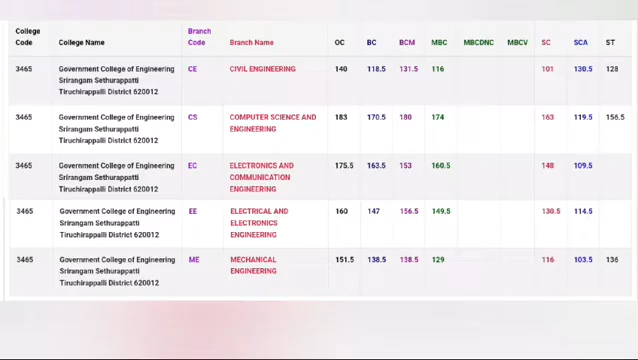 College Code College Name Branch Code Branch Name OC BC BCM MBC MBCDNC MBCV SC SCA ST
3465 Government College of Engineering Srirangam Sethurappatti Tiruchirappalli District 620012 CE CIVIL ENGINEERING 140 118.5 131.5 116 101 130.5 128
3465 Government College of Engineering Srirangam Sethurappatti Tiruchirappalli District 620012 CS COMPUTER SCIENCE AND ENGINEERING 183 170.5 180 174 163 119.5 156.5
3465 Government College of Engineering Srirangam Sethurappatti Tiruchirappalli District 620012 EC ELECTRONICS AND COMMUNICATION ENGINEERING 175.5 163.5 153 160.5 148 109.5
3465 Government College of Engineering Srirangam Sethurappatti Tiruchirappalli District 620012 EE ELECTRICAL AND ELECTRONICS ENGINEERING 160 147 156.5 149.5 130.5 114.5
3465 Government College of Engineering Srirangam Sethurappatti Tiruchirappalli District 620012 ME MECHANICAL ENGINEERING 151.5 138.5 138.5 129 116 103.5 136